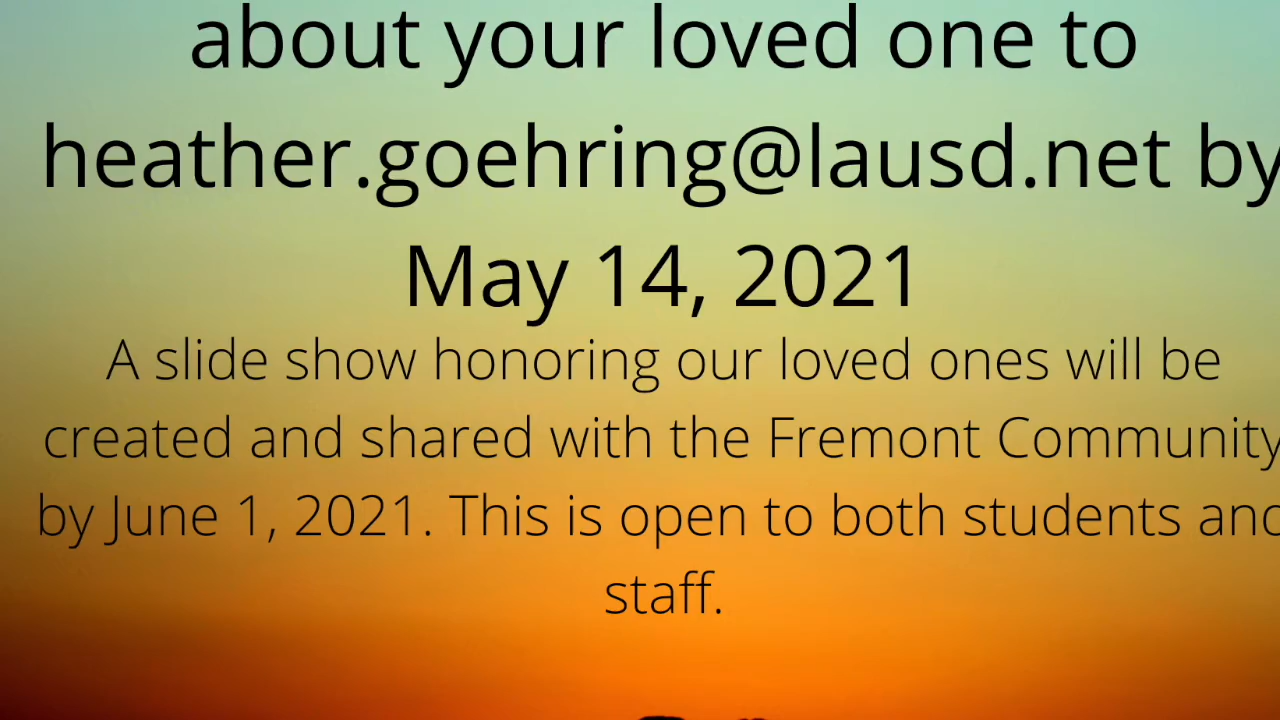 about your loved one to
heather.goehring@lausd.net by
May 14, 2021
A slide show honoring our loved ones will be
created and shared with the Fremont Community
by June 1, 2021. This is open to both students and
staff.